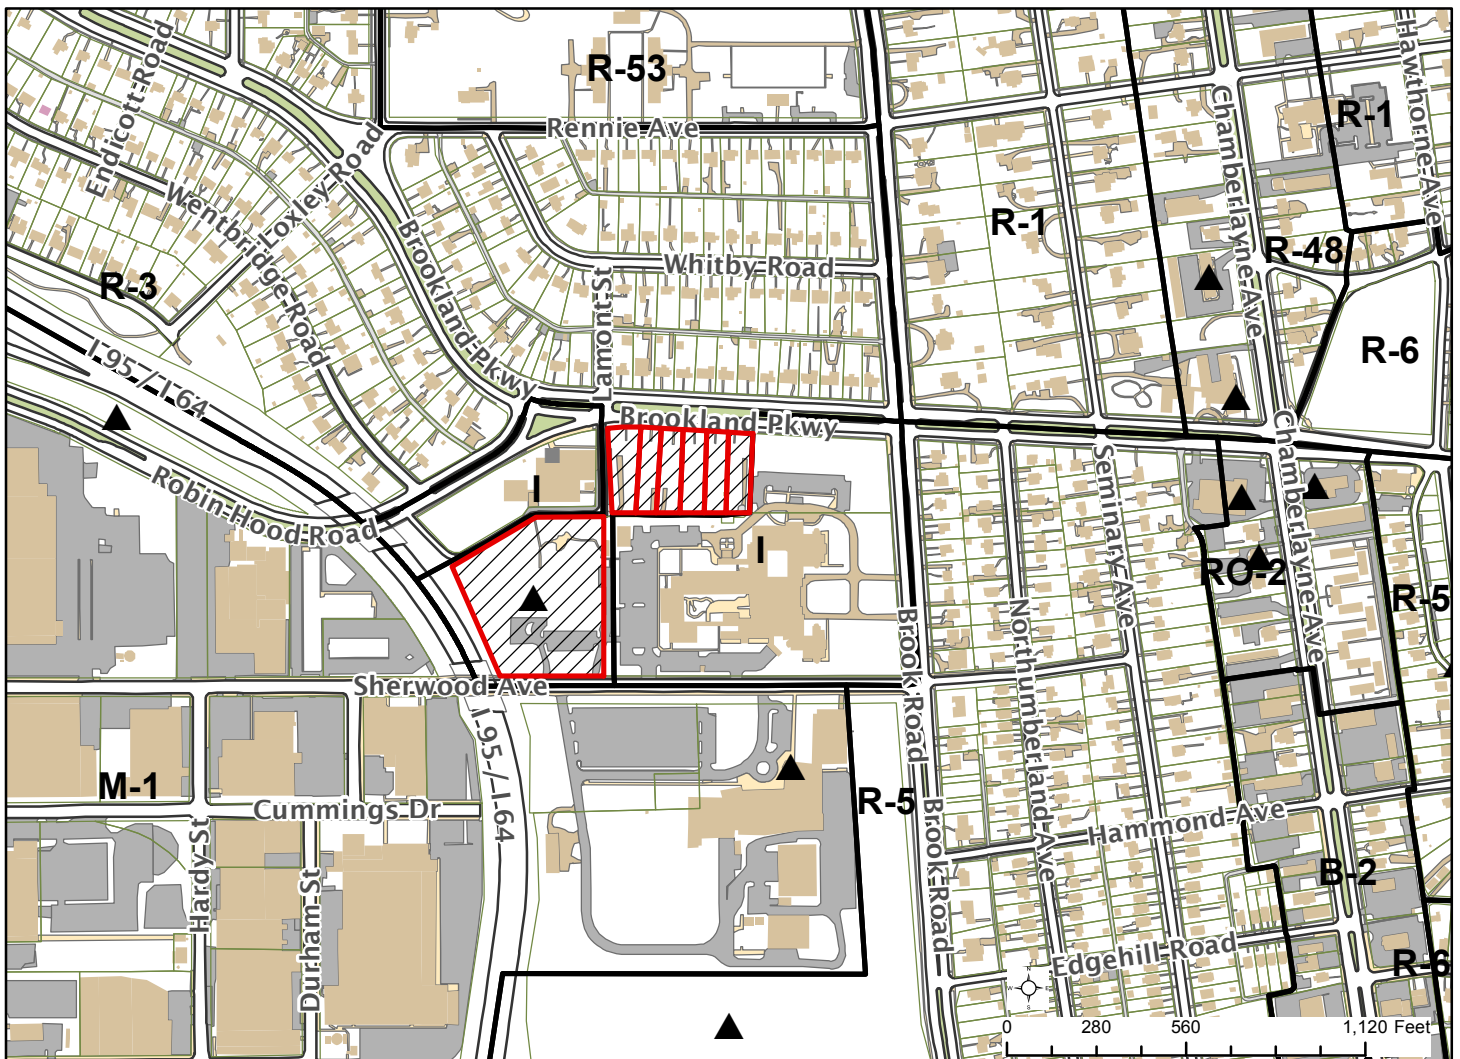 R-53
Endicott-Road
Hawthorne-Ave
R-1
Chamberlayne-Ave
Rennie Ave
Loxley-Road
Wentbridge-Road
Brookland-Pkwy
R-1
R-48
Whitby Road
R-3
Lamont-St
I-95-/-I-64
R-6
Brookland Pkwy
Chamberlayne-Ave
Seminary-Ave
Robin-Hood-Road
I
I
RO-2
R-5
Northumberland-Ave
Brook-Road
Sherwood Ave
I-95-/-I-64
M-1
Cummings Dr
R-5
Brook-Road
Hammond Ave
Hardy-St
Durham-St
B-2
Edgehill Road
R-6
N
W E
S
0 280 560 1,120 Feet